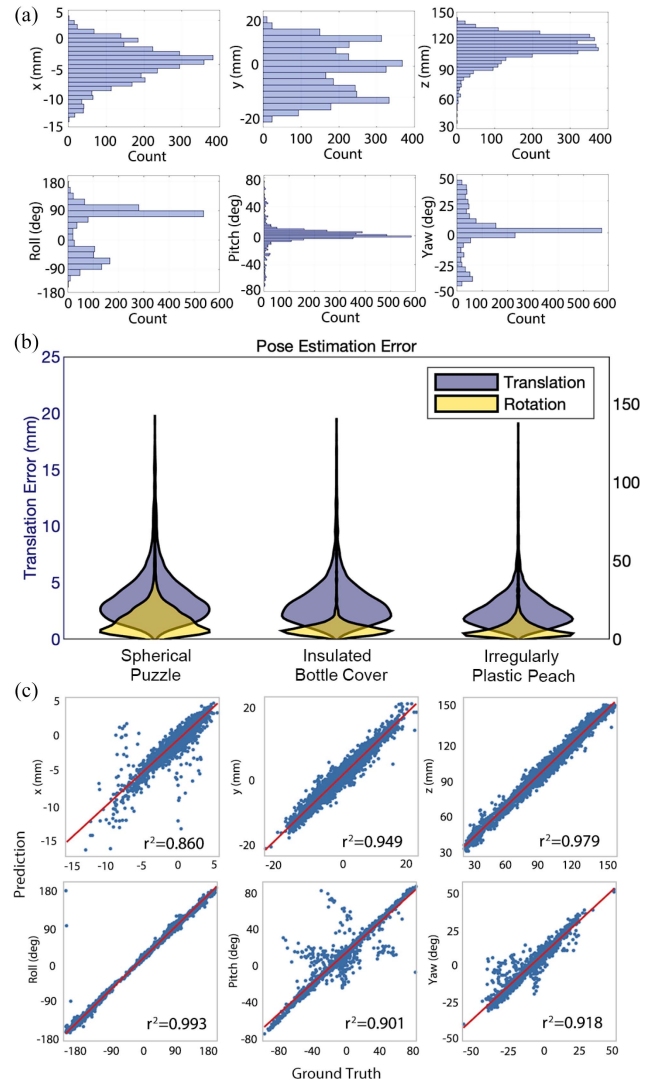 (a)
5
0
-5
-10
-15
x (mm)
0 100 200 300 400
Count
20
0
-20
y (mm)
0 100 200 300 400
Count
150
120
90
60
30
z (mm)
0 100 200 300 400
Count
180
90
0
-90
-180
Roll (deg)
0 100 200 300 400 500 600
Count
80
40
0
-40
-80
Pitch (deg)
0 100 200 300 400 500 600
Count
50
25
0
-25
-50
Yaw (deg)
0 100 200 300 400 500 600
Count
(b)
Pose Estimation Error
25
20
15
10
5
0
Translation Error (mm)
Translation
Rotation
150
100
50
0
Spherical
Puzzle
Insulated
Bottle Cover
Irregularly
Plastic Peach
(c)
Prediction
5
0
-5
-10
-15
x (mm)
r²=0.860
-15 -10 -5 0 5
20
0
-20
y (mm)
r²=0.949
-20 0 20
150
120
90
60
30
z (mm)
r²=0.979
30 60 90 120 150
180
90
0
-90
-180
Roll (deg)
r²=0.993
-180 -90 0 90 180
80
40
0
-40
-80
Pitch (deg)
r²=0.901
-80 -40 0 40 80
50
25
0
-25
-50
Yaw (deg)
r²=0.918
-50 -25 0 25 50
Ground Truth